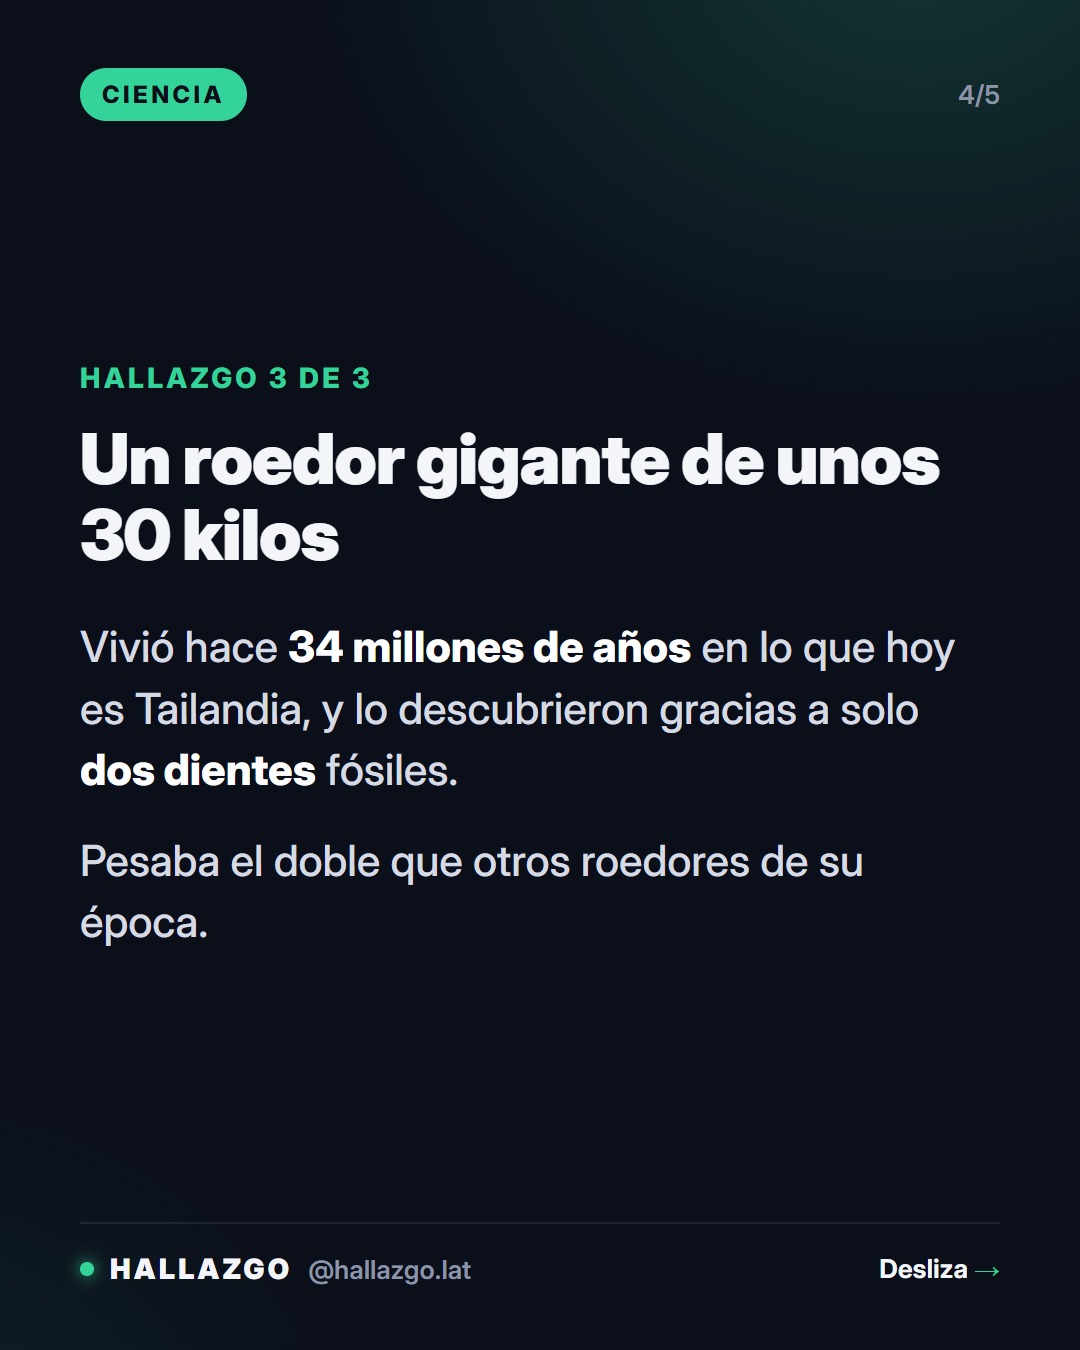 CIENCIA
4/5
HALLAZGO 3 DE 3
Un roedor gigante de unos
30 kilos
Vivió hace 34 millones de años en lo que hoy
es Tailandia, y lo descubrieron gracias a solo
dos dientes fósiles.
Pesaba el doble que otros roedores de su
época.
HALLAZGO @hallazgo.lat
Desliza →